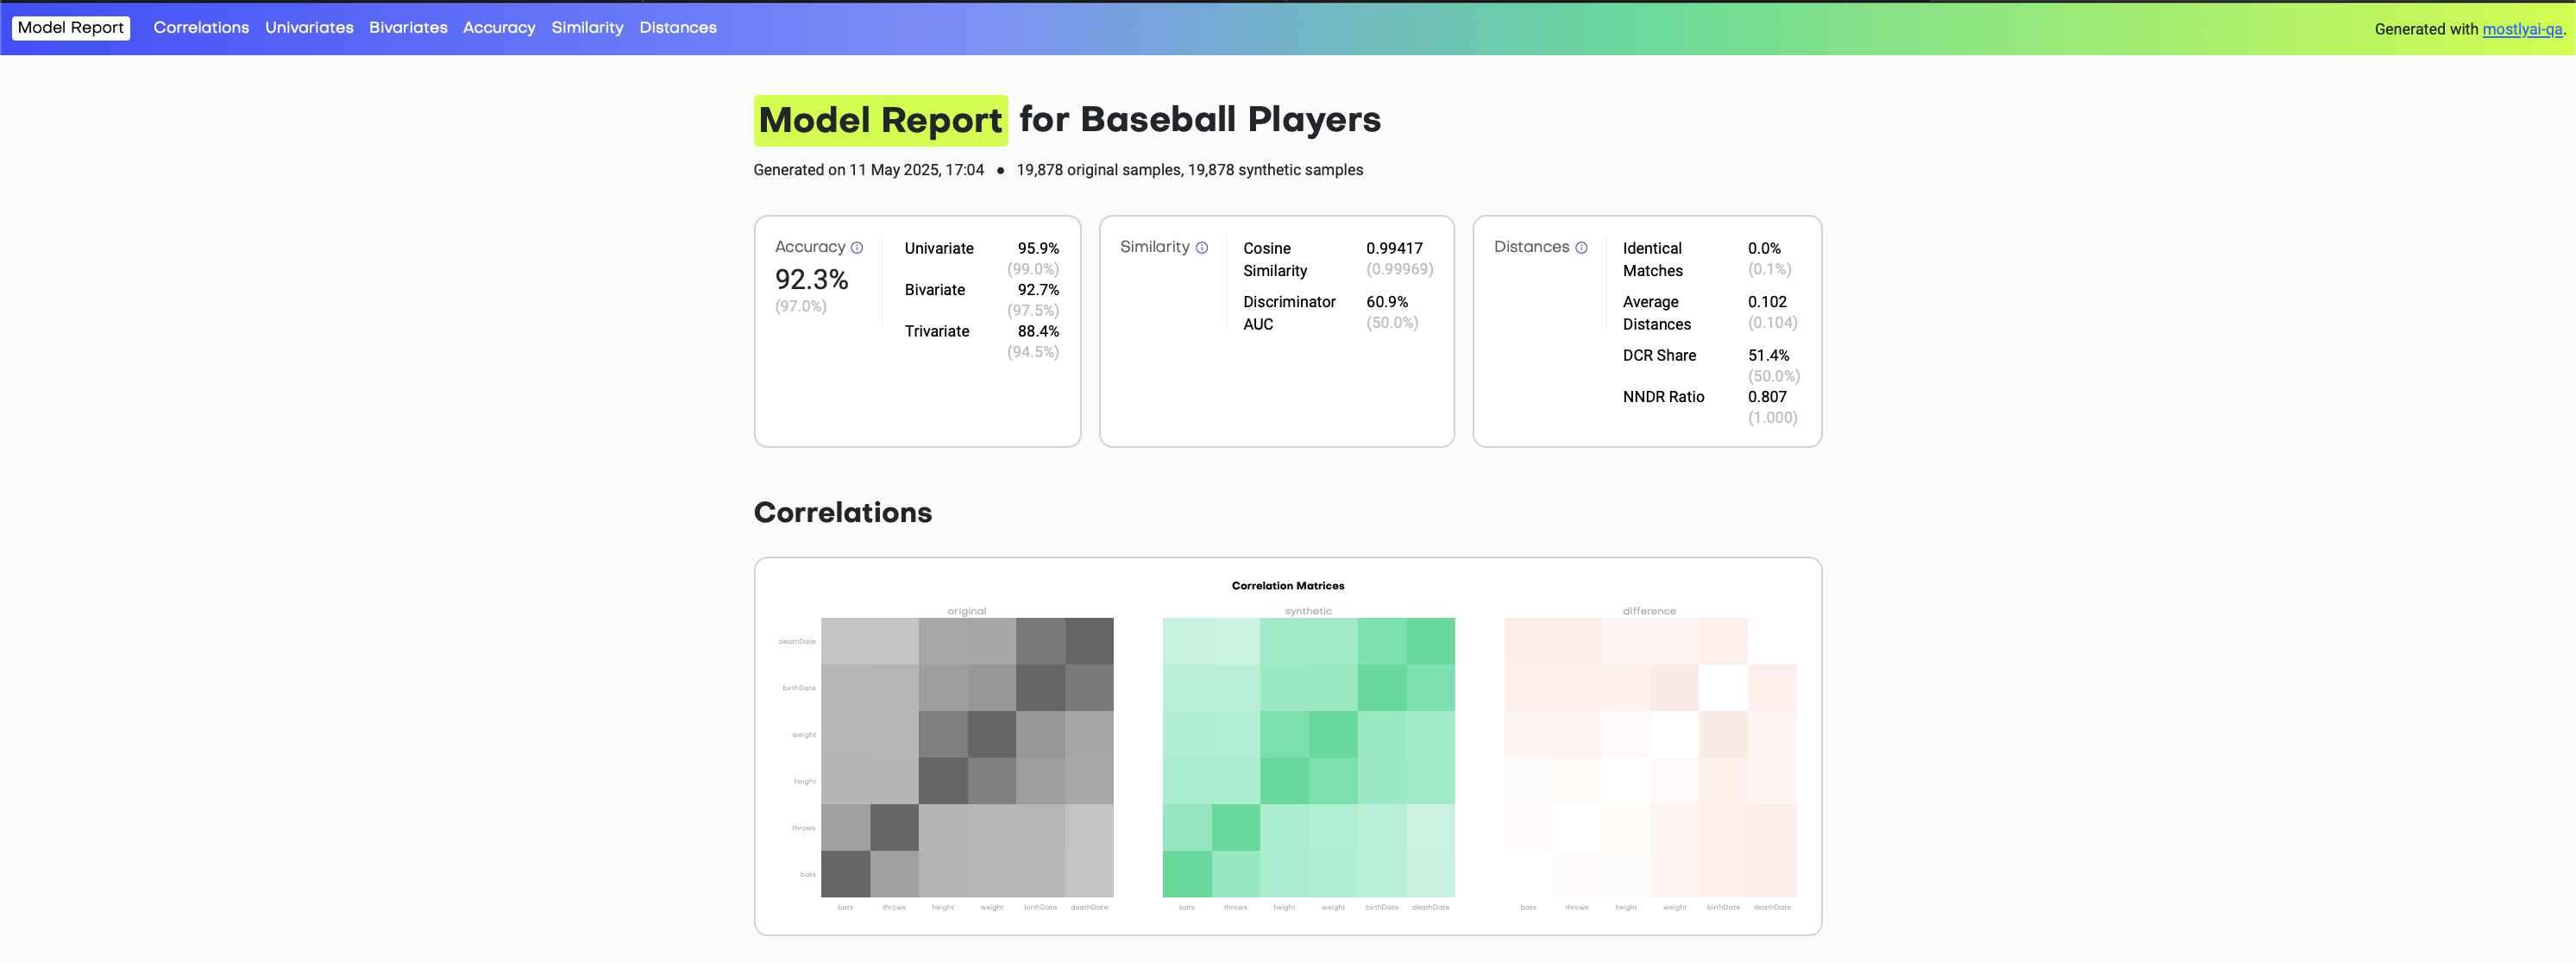 Model Report Correlations Univariates Bivariates Accuracy Similarity Distances Generated with mostlyai-qa.
Model Report for Baseball Players
Generated on 11 May 2025, 17:04 • 19,878 original samples, 19,878 synthetic samples
Accuracy
92.3%
(97.0%)
Univariate 95.9%
(99.0%)
Bivariate 92.7%
(97.5%)
Trivariate 88.4%
(94.5%)
Similarity
Cosine Similarity 0.99417
(0.99969)
Discriminator AUC 60.9%
(50.0%)
Distances
Identical Matches 0.0%
(0.1%)
Average Distances 0.102
(0.104)
DCR Share 51.4%
(50.0%)
NNDR Ratio 0.807
(1.000)
Correlations
Correlation Matrices
original synthetic difference
deathDate
birthDate
weight
height
throws
bats
bats throws height weight birthDate deathDate
bats throws height weight birthDate deathDate
bats throws height weight birthDate deathDate